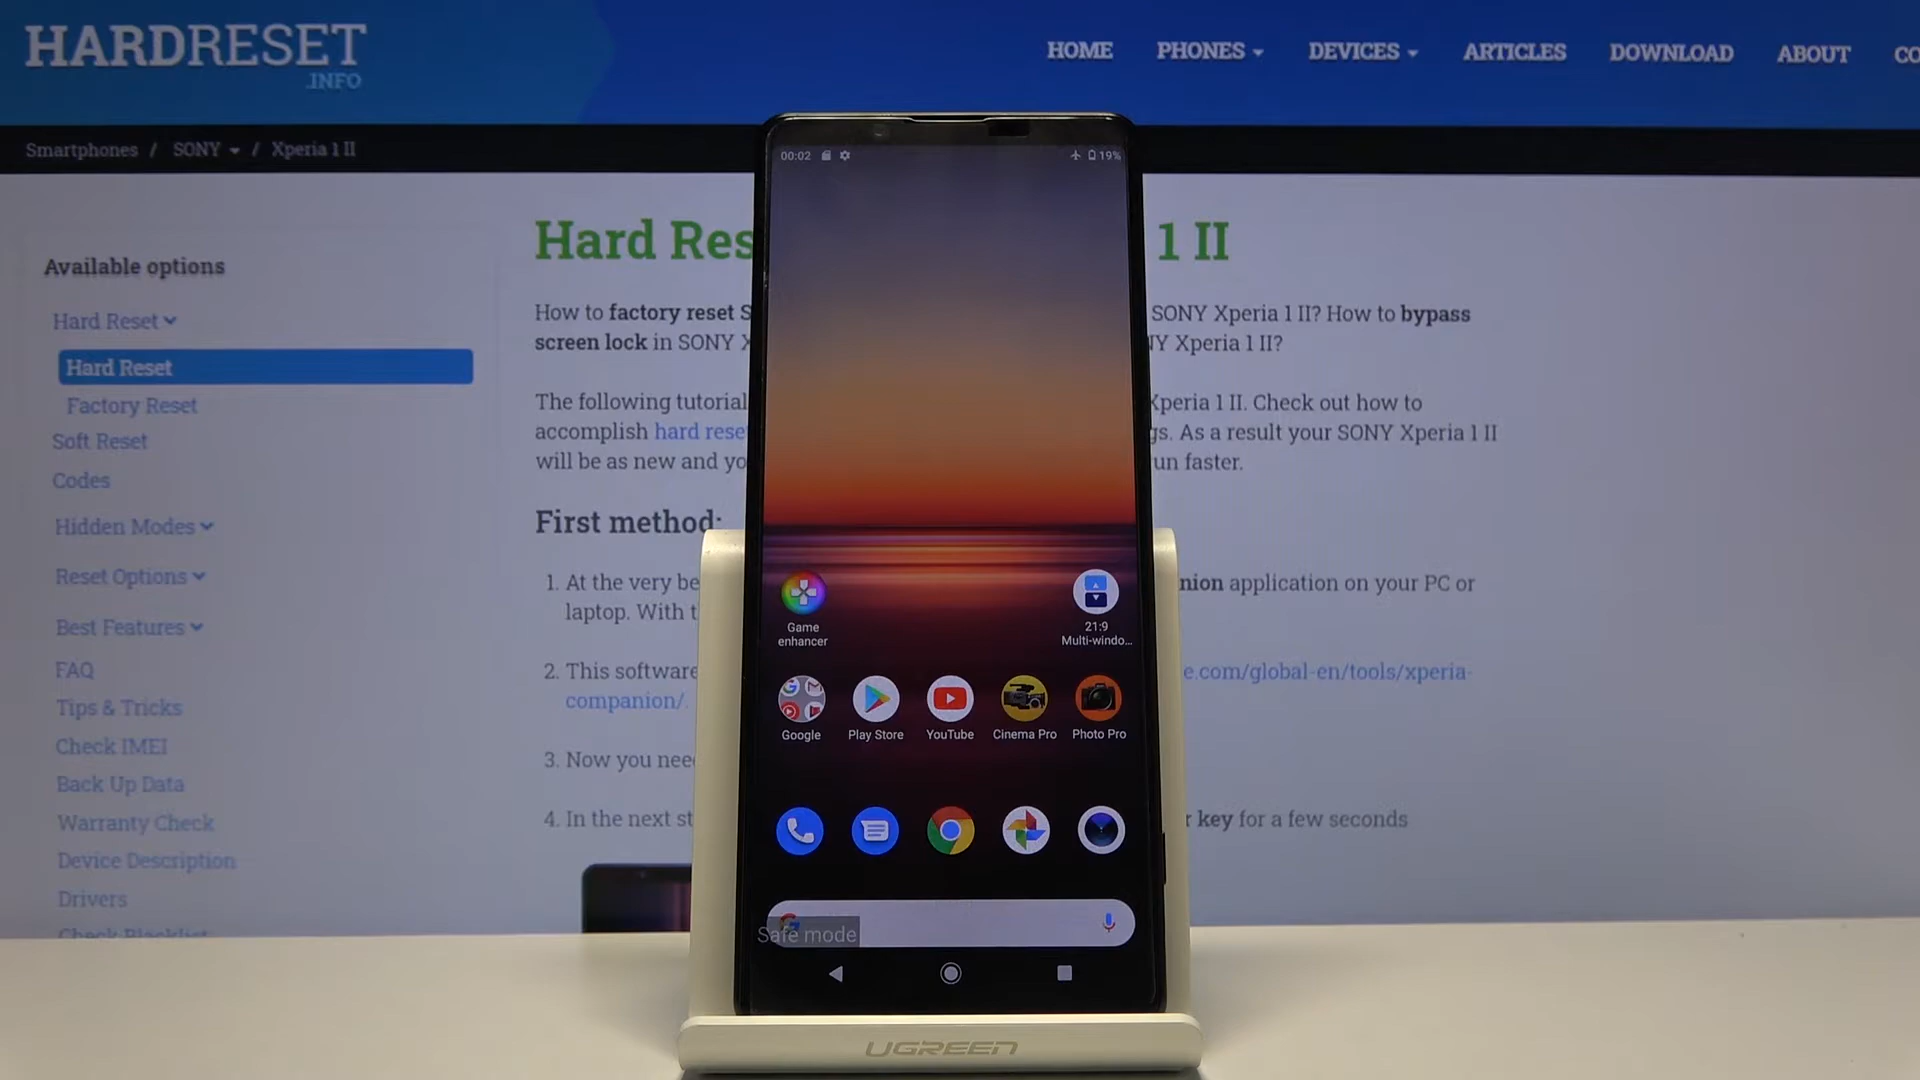 HARDRESET
.INFO
HOME PHONES DEVICES ARTICLES DOWNLOAD ABOUT CO
Smartphones / SONY / Xperia 1 II
Available options
Hard Reset
Hard Reset
Factory Reset
Soft Reset
Codes
Hidden Modes
Reset Options
Best Features
FAQ
Tips & Tricks
Check IMEI
Back Up Data
Warranty Check
Device Description
Drivers
Check Blacklist
Hard Res 1 II
How to factory reset S SONY Xperia 1 II? How to bypass
screen lock in SONY X NY Xperia 1 II?
The following tutorial Xperia 1 II. Check out how to
accomplish hard rese gs. As a result your SONY Xperia 1 II
will be as new and yo un faster.
First method:
1. At the very be nion application on your PC or
laptop. With t
2. This software e.com/global-en/tools/xperia-
companion/.
3. Now you nee
4. In the next st r key for a few seconds
00:02 19%
Game
enhancer
21:9
Multi-windo...
Google Play Store YouTube Cinema Pro Photo Pro
Safe mode
UGREEN